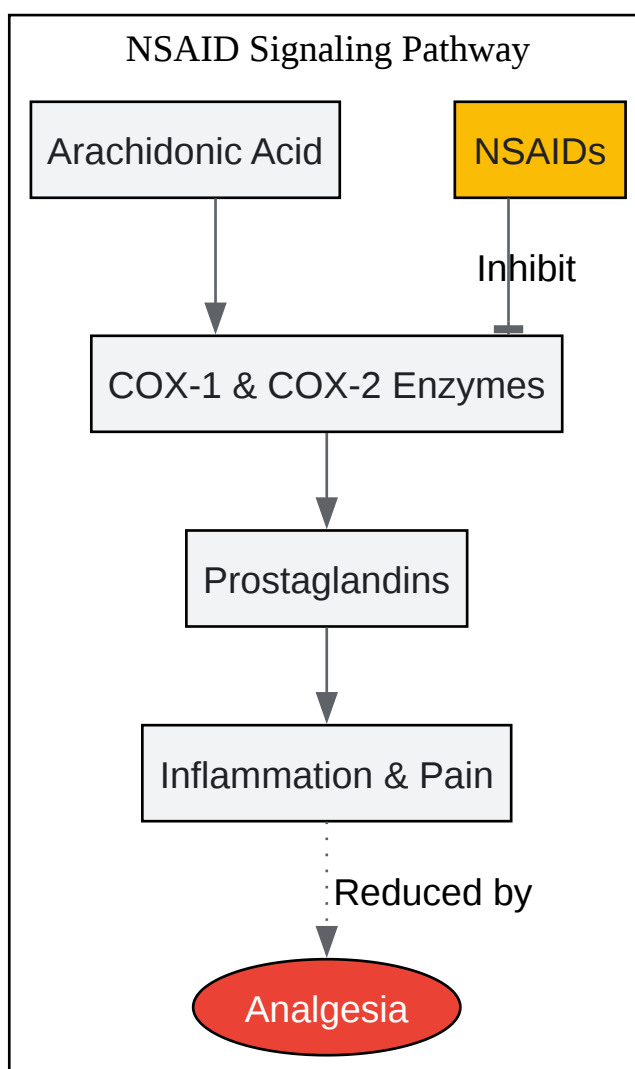 NSAID Signaling Pathway
Arachidonic Acid
NSAIDs
Inhibit
COX-1 & COX-2 Enzymes
Prostaglandins
Inflammation & Pain
Reduced by
Analgesia